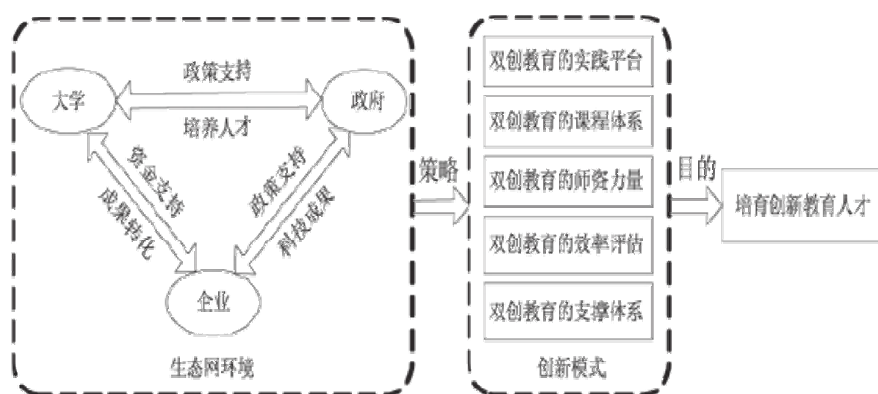 政策支持
大学
政府
培养人才
资金支持
成果转化
政策支持
科技成果
企业
生态网环境
策略
双创教育的实践平台
双创教育的课程体系
双创教育的师资力量
双创教育的效率评估
双创教育的支撑体系
创新模式
目的
培育创新教育人才